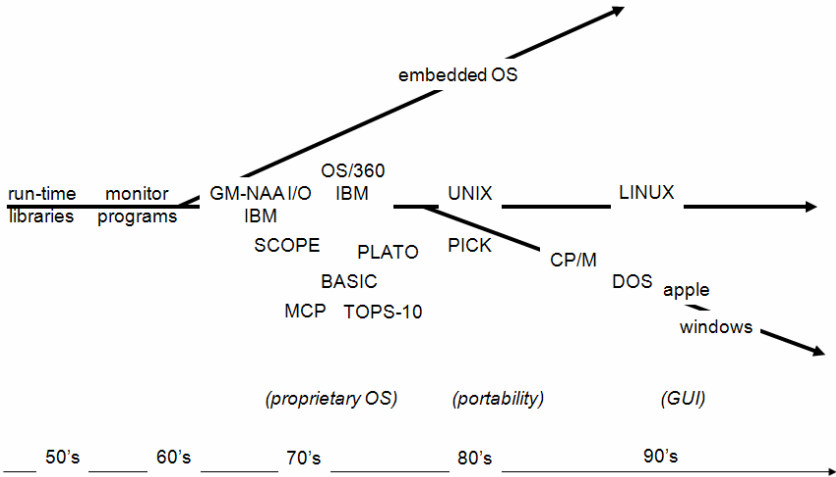 embedded OS
OS/360
IBM
run-time
libraries
monitor
programs
GM-NAA I/O
IBM
UNIX
LINUX
SCOPE
PLATO
PICK
CP/M
BASIC
DOS
apple
MCP
TOPS-10
windows
(proprietary OS)
(portability)
(GUI)
50's
60's
70's
80's
90's